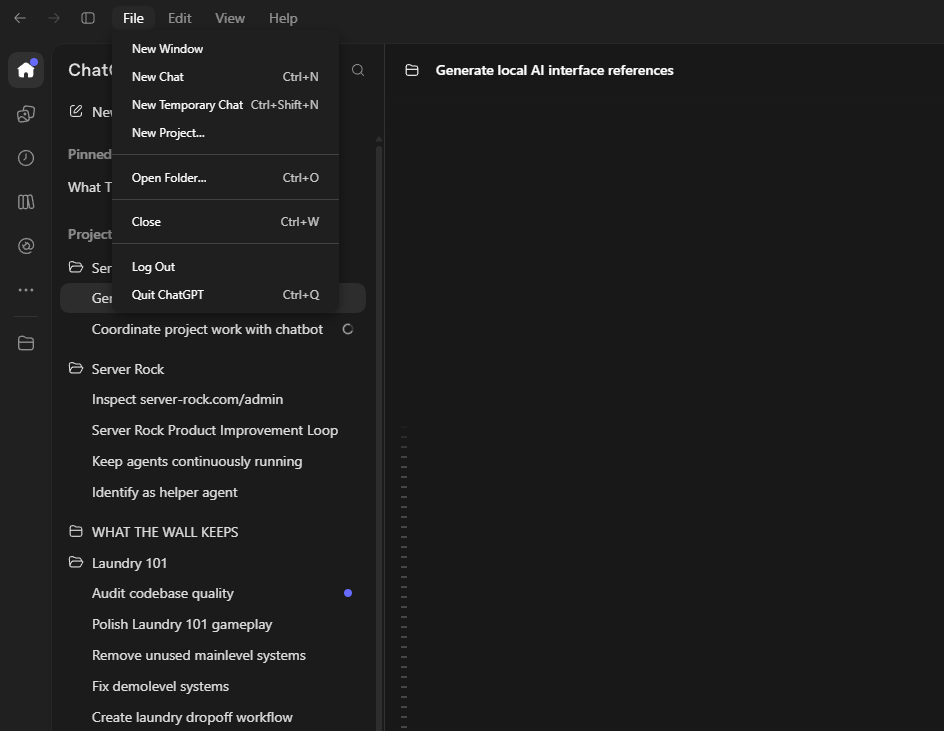 File Edit View Help
New Window
New Chat Ctrl+N
New Temporary Chat Ctrl+Shift+N
New Project...
Open Folder... Ctrl+O
Close Ctrl+W
Log Out
Quit ChatGPT Ctrl+Q
Pinned
What T
Coordinate project work with chatbot
Server Rock
Inspect server-rock.com/admin
Server Rock Product Improvement Loop
Keep agents continuously running
Identify as helper agent
WHAT THE WALL KEEPS
Laundry 101
Audit codebase quality
Polish Laundry 101 gameplay
Remove unused mainlevel systems
Fix demolevel systems
Create laundry dropoff workflow
Generate local AI interface references